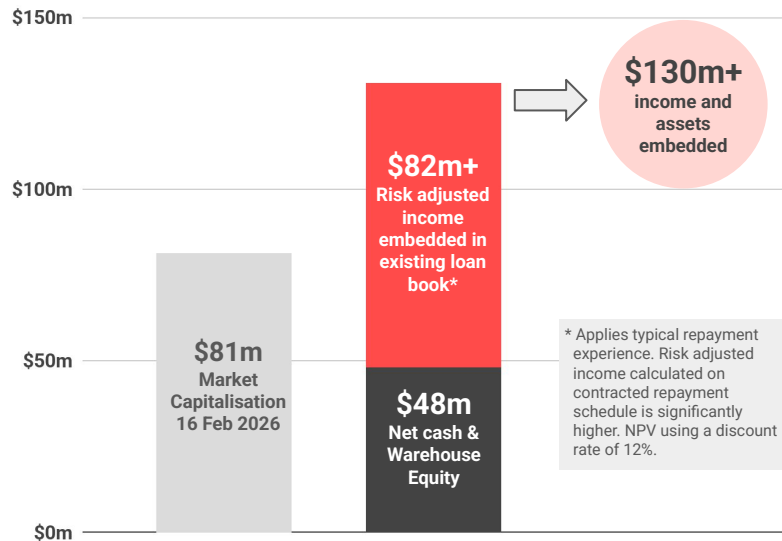 $150m
$130m+
income and
assets
embedded
$82m+
Risk adjusted
income
embedded in
existing loan
book*
$100m
$81m
Market
Capitalisation
16 Feb 2026
* Applies typical repayment
experience. Risk adjusted
income calculated on
contracted repayment
schedule is significantly
higher. NPV using a discount
rate of 12%.
$50m
$48m
Net cash &
Warehouse
Equity
$0m